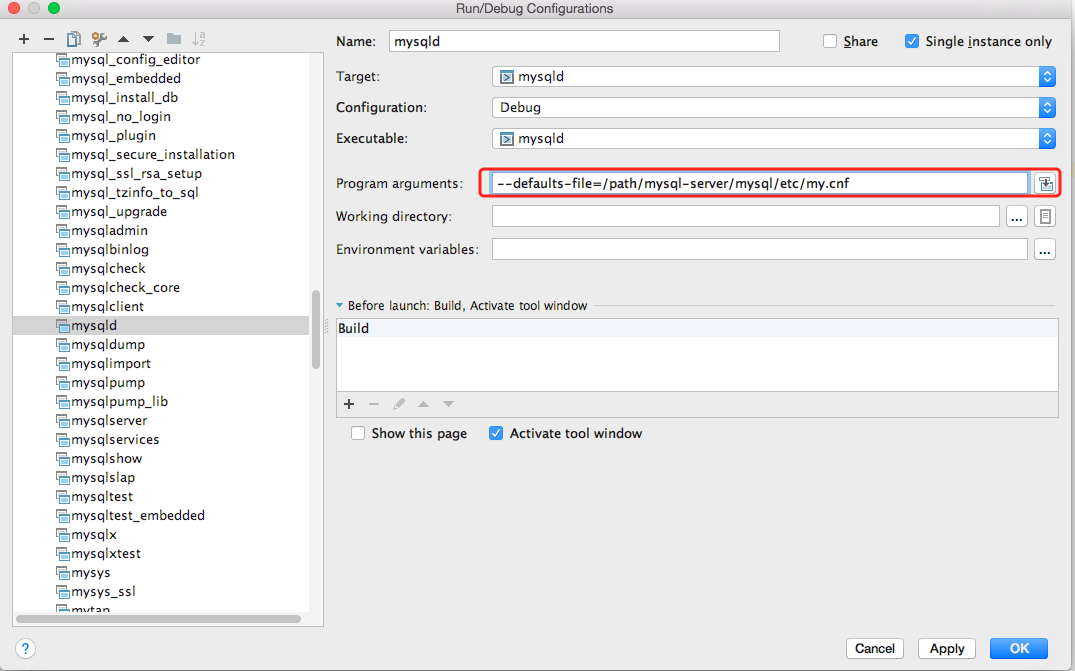 Run/Debug Configurations
mysql_config_editor
mysql_embedded
mysql_install_db
mysql_no_login
mysql_plugin
mysql_secure_installation
mysql_ssl_rsa_setup
mysql_tzinfo_to_sql
mysql_upgrade
mysqladmin
mysqlbinlog
mysqlcheck
mysqlcheck_core
mysqlclient
mysqld
mysqldump
mysqlimport
mysqlpump
mysqlpump_lib
mysqlserver
mysqlservices
mysqlshow
mysqlslap
mysqltest
mysqltest_embedded
mysqlx
mysqlxtest
mysys
mysys_ssl
mytap
Name: mysqld Share Single instance only
Target: mysqld
Configuration: Debug
Executable: mysqld
Program arguments: --defaults-file=/path/mysql-server/mysql/etc/my.cnf
Working directory: ...
Environment variables: ...
Before launch: Build, Activate tool window
Build
Show this page Activate tool window
? Cancel Apply OK